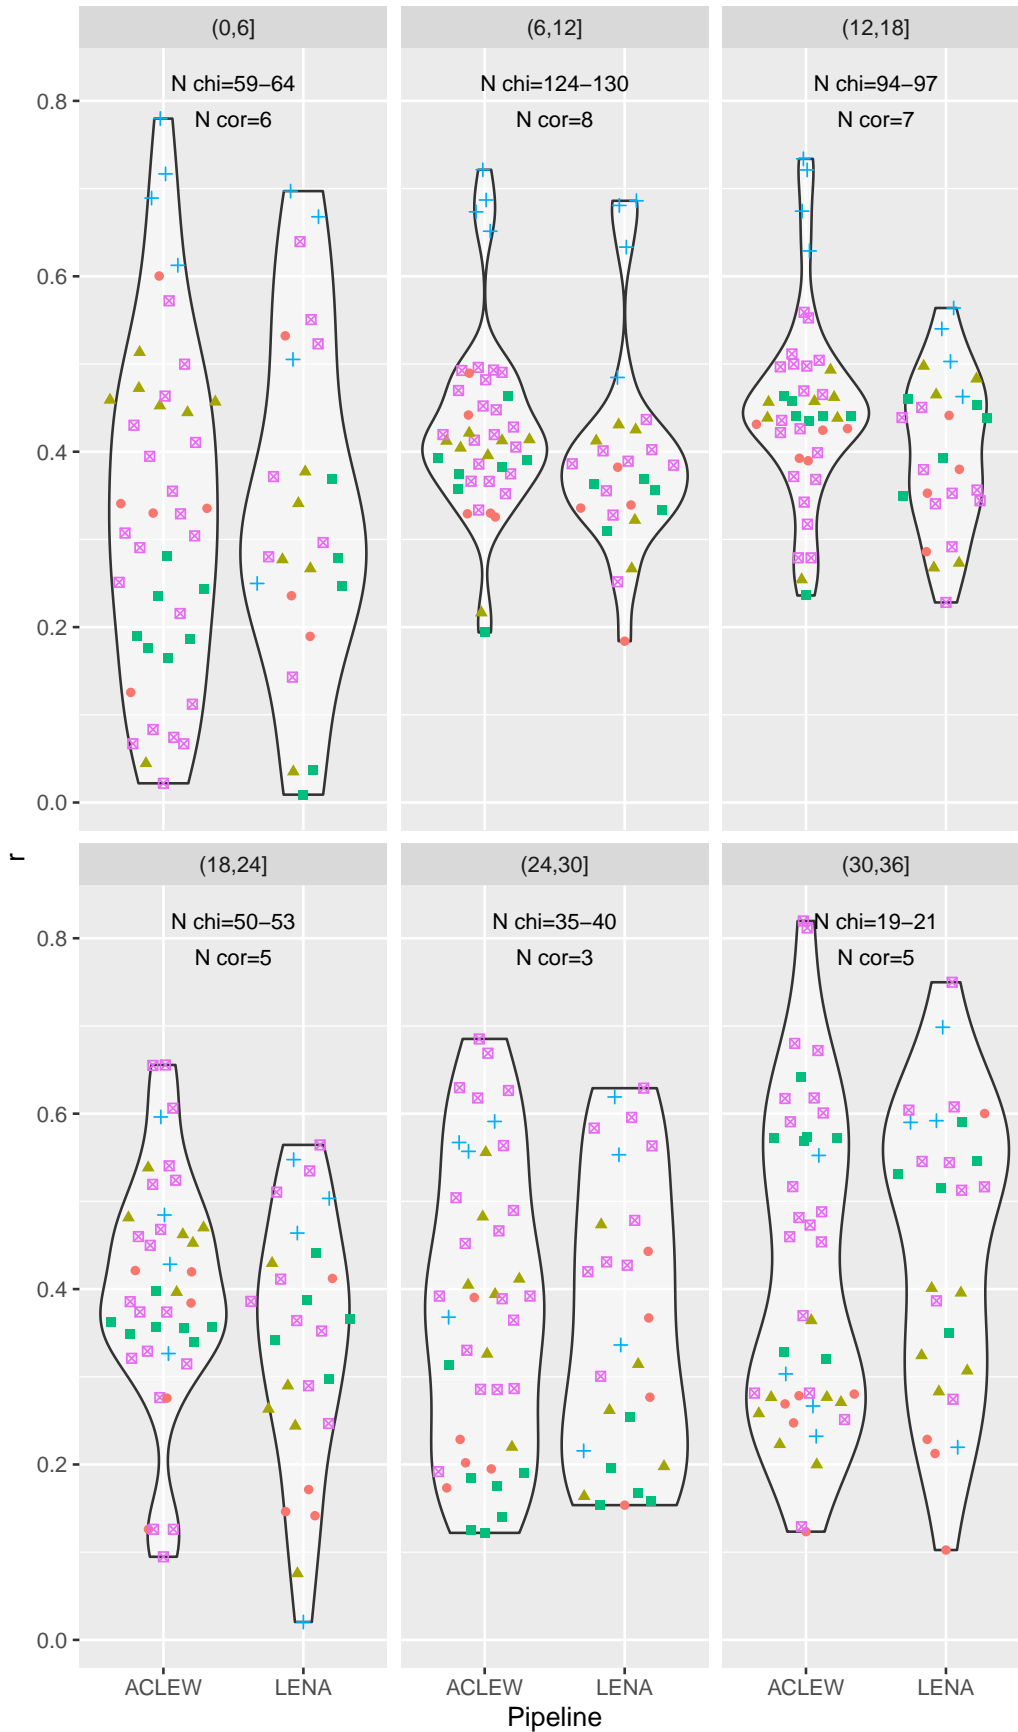 (0,6]
(6,12]
(12,18]
N chi=59−64
N cor=6
N chi=124−130
N cor=8
N chi=94−97
N cor=7
0.8
0.6
0.4
0.2
0.0
r
(18,24]
(24,30]
(30,36]
N chi=50−53
N cor=5
N chi=35−40
N cor=3
N chi=19−21
N cor=5
0.8
0.6
0.4
0.2
0.0
ACLEW
LENA
ACLEW
LENA
ACLEW
LENA
Pipeline